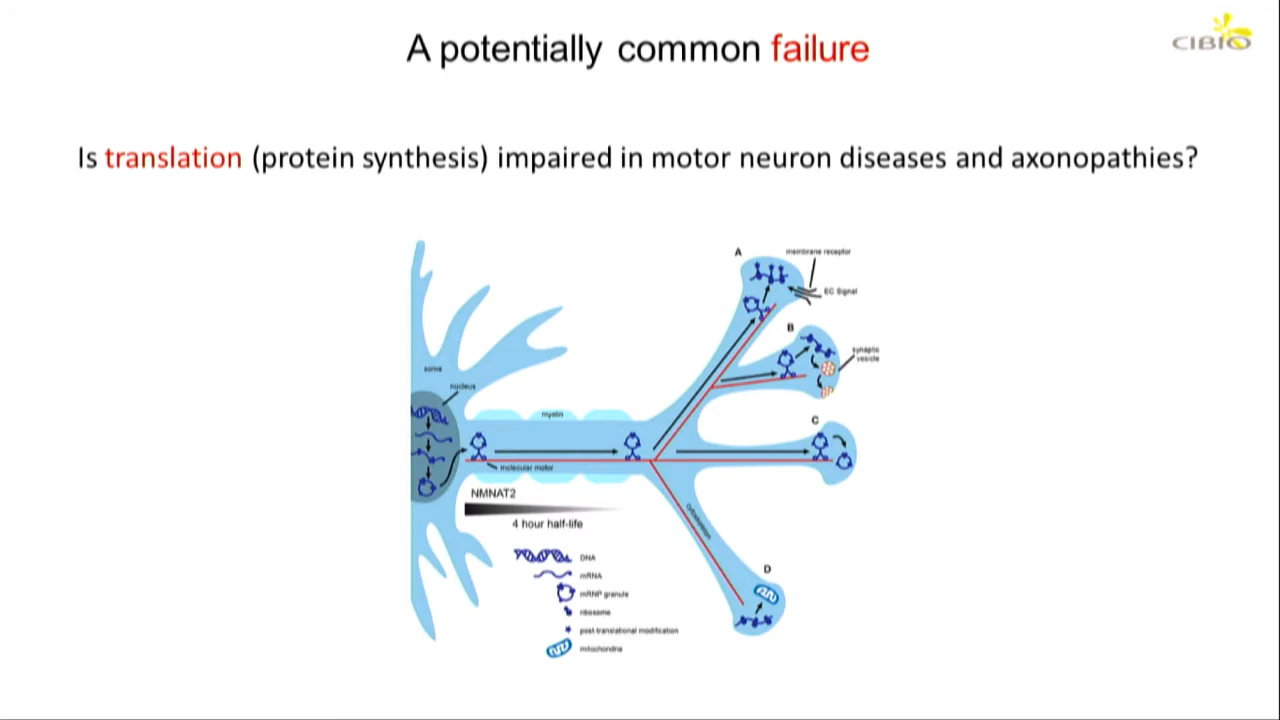 A potentially common failure
CIBIO
Is translation (protein synthesis) impaired in motor neuron diseases and axonopathies?
A
membrane receptor
EC Signal
B
synaptic
vesicle
soma
nucleus
myelin
C
molecular motor
NMNAT2
4 hour half-life
cytoskeleton
D
DNA
mRNA
mRNP granule
ribosome
post-translational modification
mitochondria